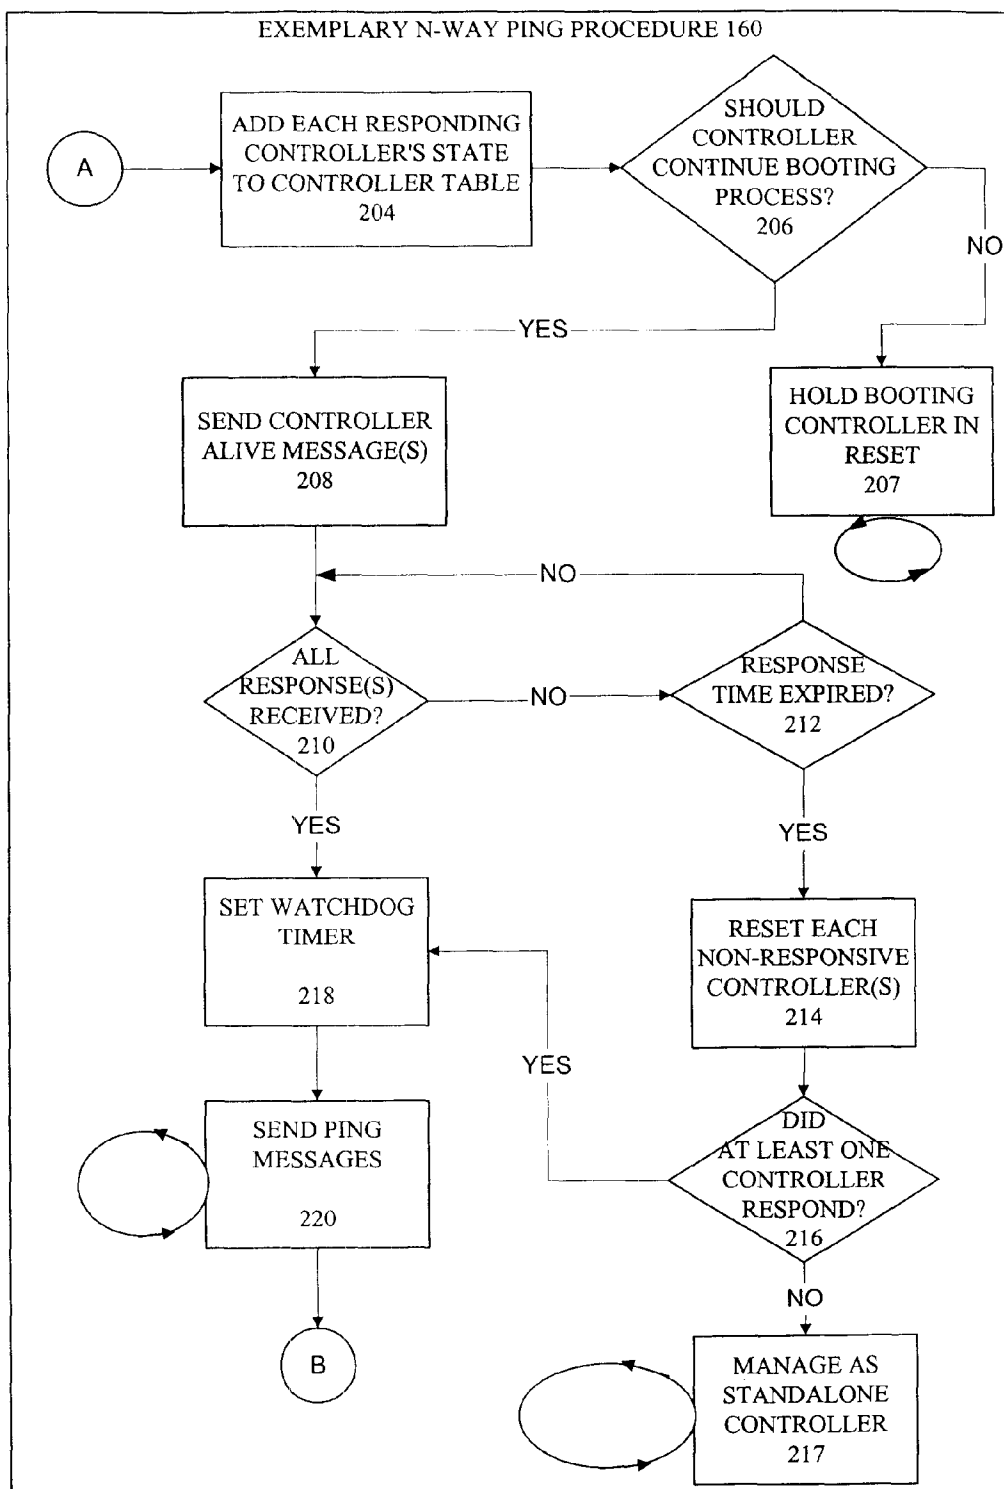 EXEMPLARY N-WAY PING PROCEDURE 160
A
ADD EACH RESPONDING
CONTROLLER'S STATE
TO CONTROLLER TABLE
204
SHOULD
CONTROLLER
CONTINUE BOOTING
PROCESS?
206
NO
YES
HOLD BOOTING
CONTROLLER IN
RESET
207
SEND CONTROLLER
ALIVE MESSAGE(S)
208
NO
ALL
RESPONSE(S)
RECEIVED?
210
NO
RESPONSE
TIME EXPIRED?
212
YES
YES
SET WATCHDOG
TIMER
218
RESET EACH
NON-RESPONSIVE
CONTROLLER(S)
214
YES
SEND PING
MESSAGES
220
DID
AT LEAST ONE
CONTROLLER
RESPOND?
216
NO
B
MANAGE AS
STANDALONE
CONTROLLER
217